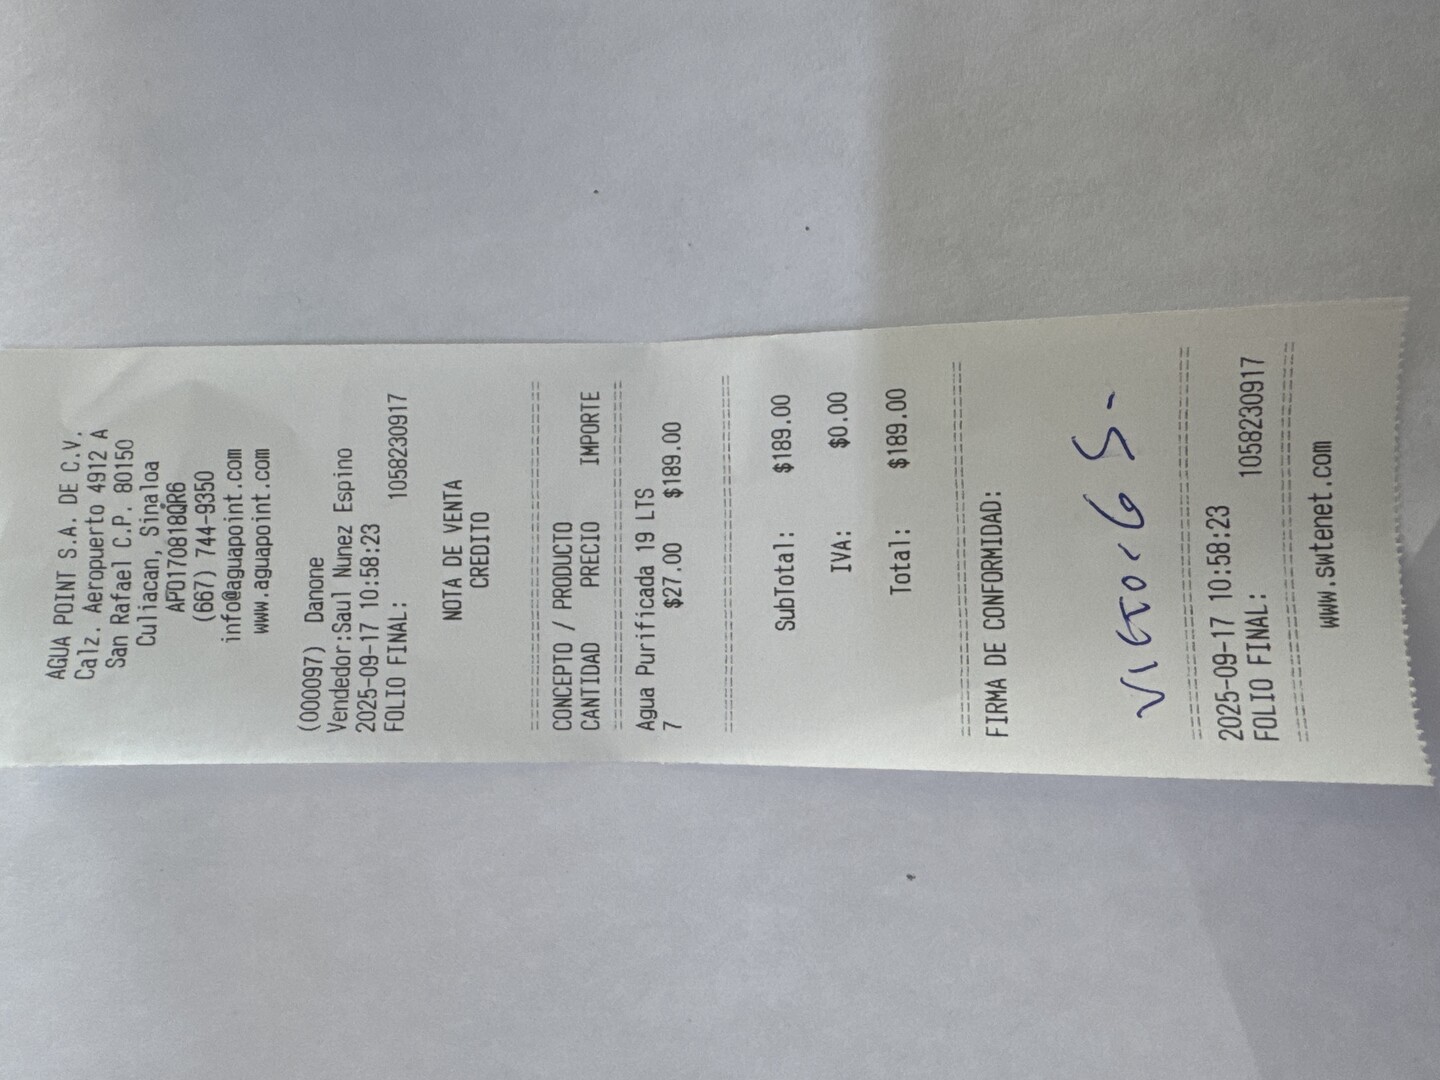 AGUA POINT S.A. DE C.V.
Calz. Aeropuerto 4912 A
San Rafael C.P. 80150
Culiacan, Sinaloa
APO170818QR6
(667) 744-9350
info@aguapoint.com
www.aguapoint.com
(000097) Danone
Vendedor:Saul Nunez Espino
2025-09-17 10:58:23
FOLIO FINAL: 1058230917
NOTA DE VENTA
CREDITO
CONCEPTO / PRODUCTO
CANTIDAD PRECIO IMPORTE
Agua Purificada 19 LTS
7 $27.00 $189.00
SubTotal: $189.00
IVA: $0.00
Total: $189.00
FIRMA DE CONFORMIDAD:
Victor G S-
2025-09-17 10:58:23
FOLIO FINAL: 1058230917
www.swtenet.com